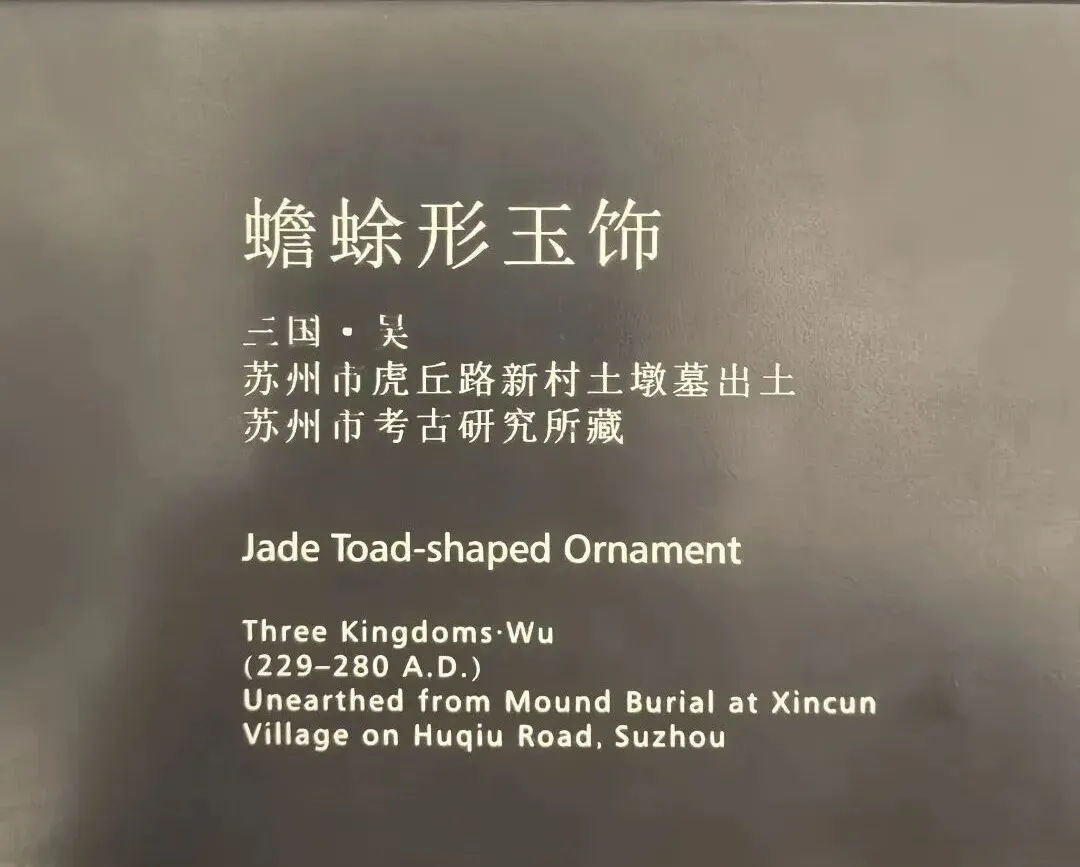 蟾蜍形玉饰
三国·吴
苏州市虎丘路新村土墩墓出土
苏州市考古研究所藏
Jade Toad-shaped Ornament
Three Kingdoms·Wu
(229–280 A.D.)
Unearthed from Mound Burial at Xincun
Village on Huqiu Road, Suzhou